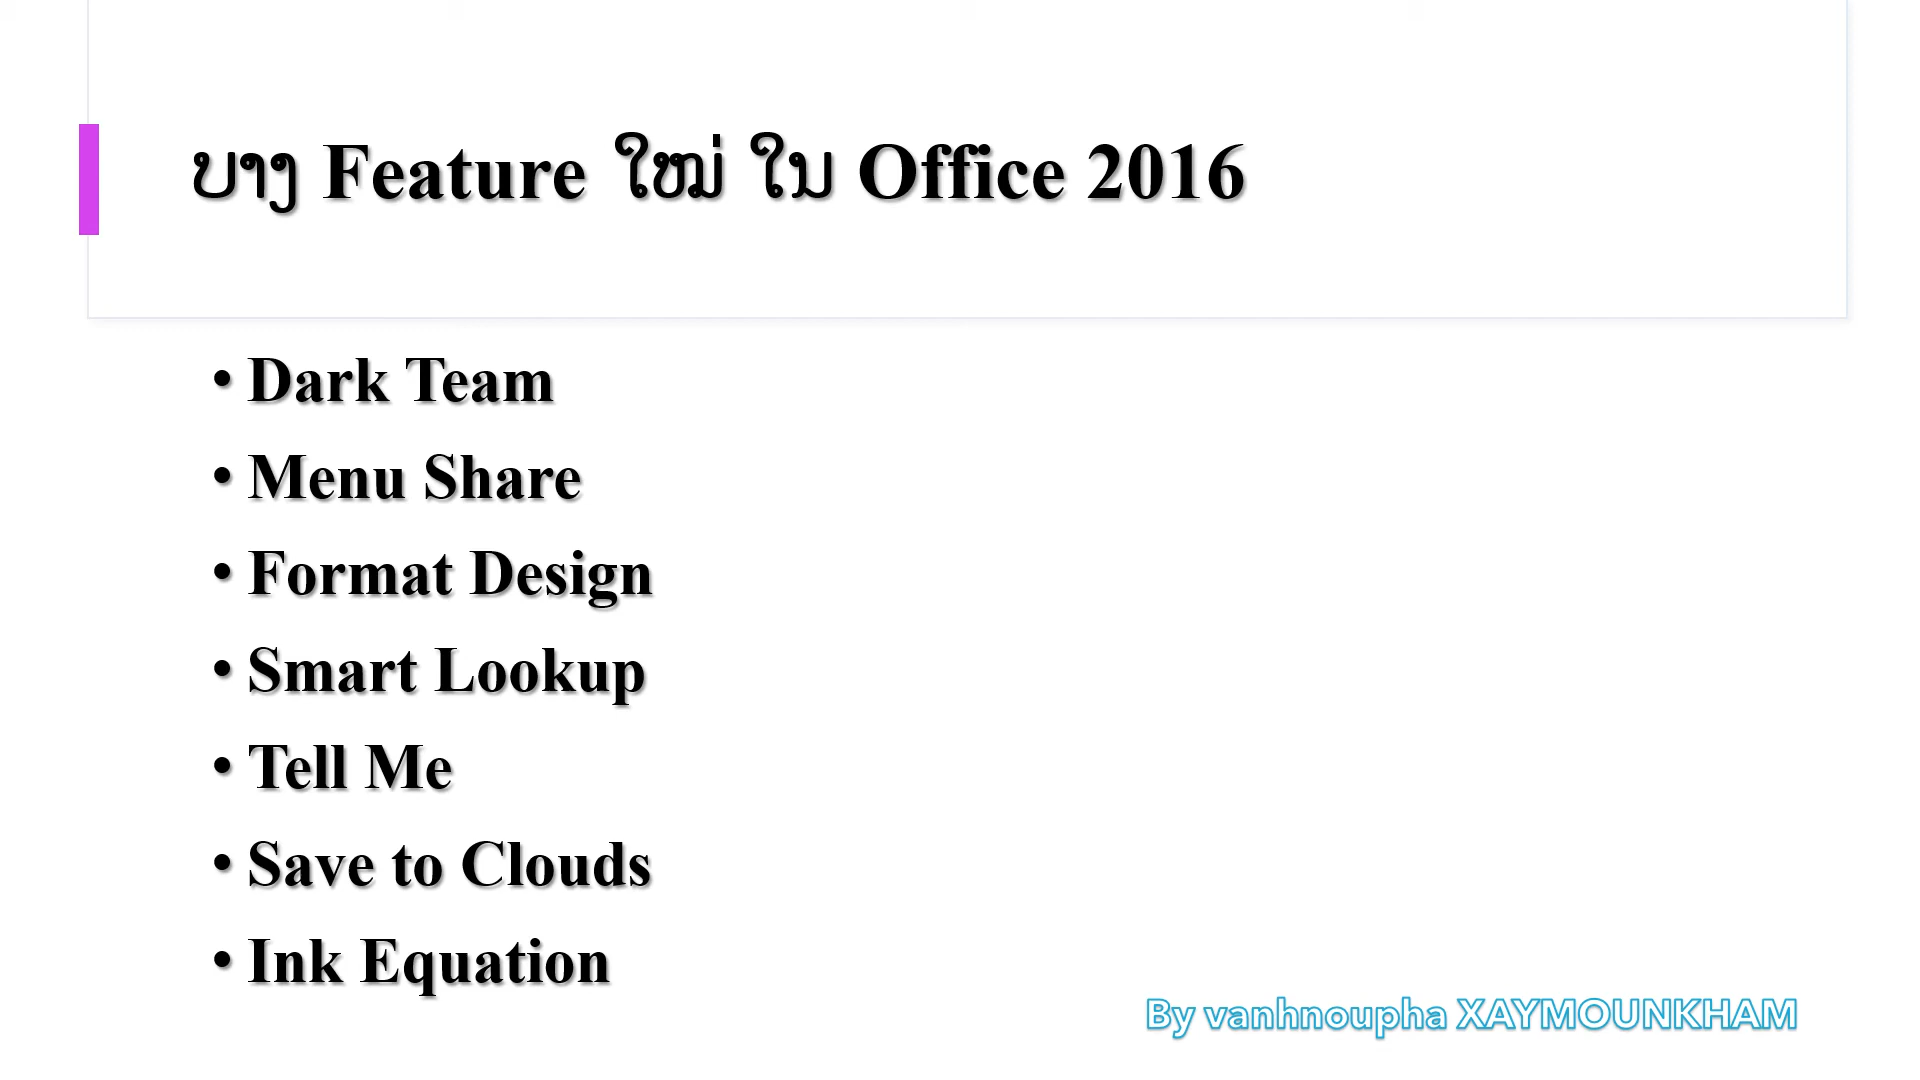 ບາງ Feature ໃໝ່ ໃນ Office 2016
• Dark Team
• Menu Share
• Format Design
• Smart Lookup
• Tell Me
• Save to Clouds
• Ink Equation
By vanhnoupha XAYMOUNKHAM